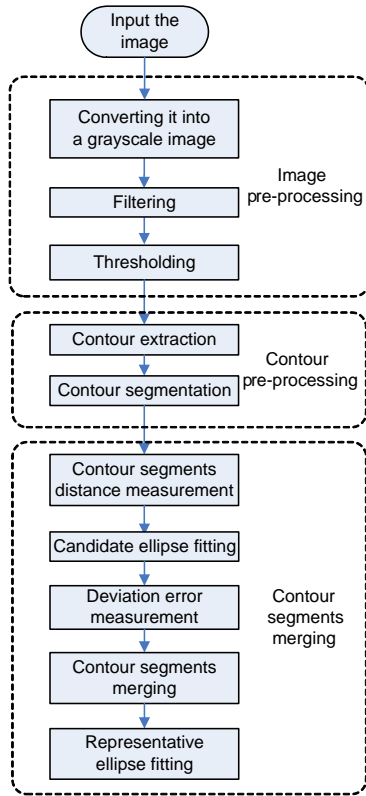 Input the
image
Converting it into
a grayscale image
Filtering
Thresholding
Image
pre-processing
Contour extraction
Contour segmentation
Contour
pre-processing
Contour segments
distance measurement
Candidate ellipse fitting
Deviation error
measurement
Contour segments
merging
Representative
ellipse fitting
Contour
segments
merging